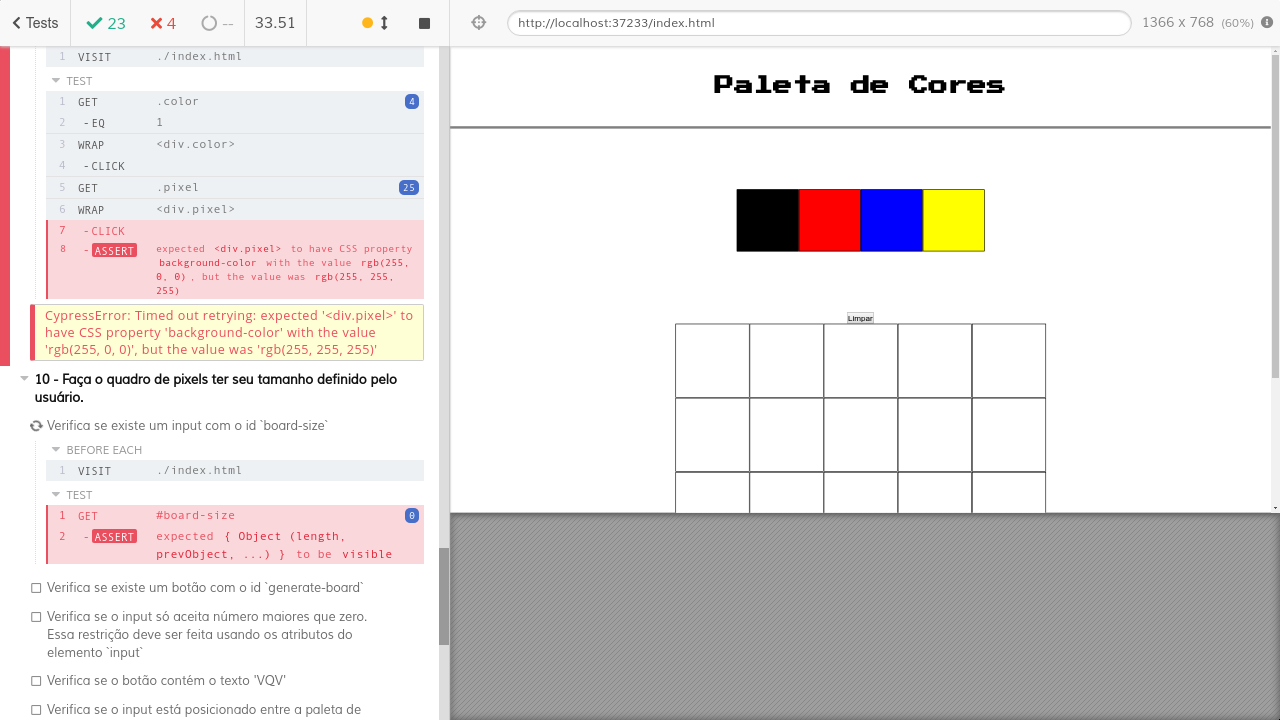 Tests
23
4
--
33.51
http://localhost:37233/index.html
1366 x 768 (60%)
1 VISIT ./index.html
TEST
1 GET .color 4
2 -EQ 1
3 WRAP <div.color>
4 -CLICK
5 GET .pixel 25
6 WRAP <div.pixel>
7 -CLICK
8 -ASSERT expected <div.pixel> to have CSS property
background-color with the value rgb(255,
0, 0) , but the value was rgb(255, 255,
255)
CypressError: Timed out retrying: expected '<div.pixel>' to
have CSS property 'background-color' with the value
'rgb(255, 0, 0)', but the value was 'rgb(255, 255, 255)'
10 - Faça o quadro de pixels ter seu tamanho definido pelo
usuário.
Verifica se existe um input com o id `board-size`
BEFORE EACH
1 VISIT ./index.html
TEST
1 GET #board-size 0
2 -ASSERT expected { Object (length,
prevObject, ...) } to be visible
Verifica se existe um botão com o id `generate-board`
Verifica se o input só aceita número maiores que zero.
Essa restrição deve ser feita usando os atributos do
elemento `input`
Verifica se o botão contém o texto 'VQV'
Verifica se o input está posicionado entre a paleta de
Paleta de Cores
Limpar